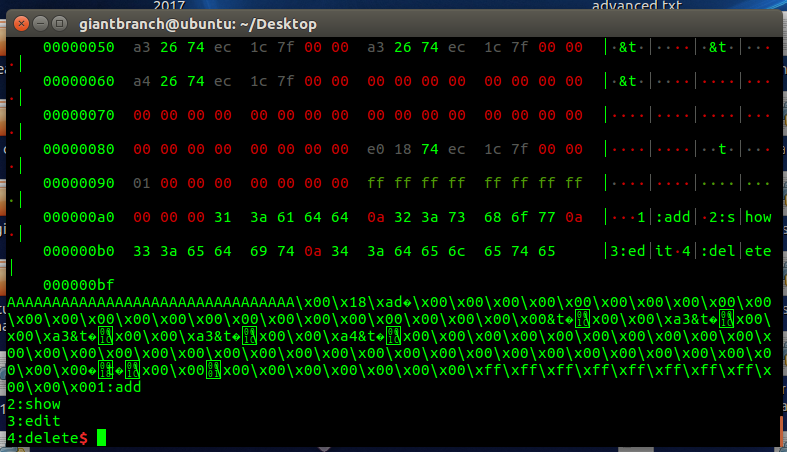 giantbranch@ubuntu: ~/Desktop
2017
advanced.txt
00000050 a3 26 74 ec 1c 7f 00 00 a3 26 74 ec 1c 7f 00 00 │·&t·│····│·&t·│···
·│
00000060 a4 26 74 ec 1c 7f 00 00 00 00 00 00 00 00 00 00 │·&t·│····│····│···
·│
00000070 00 00 00 00 00 00 00 00 00 00 00 00 00 00 00 00 │····│····│····│···
·│
00000080 00 00 00 00 00 00 00 00 e0 18 74 ec 1c 7f 00 00 │····│····│··t·│···
·│
00000090 01 00 00 00 00 00 00 00 ff ff ff ff ff ff ff ff │····│····│····│···
·│
000000a0 00 00 00 31 3a 61 64 64 0a 32 3a 73 68 6f 77 0a │···1│:add│·2:s│how
·│
000000b0 33 3a 65 64 69 74 0a 34 3a 64 65 6c 65 74 65 │3:ed│it·4│:del│ete
│
000000bf
AAAAAAAAAAAAAAAAAAAAAAAAAAAAAAAA\x00\x18\xad�\x00\x00\x00\x00\x00\x00\x00\x00\x00\x00
\x00\x00\x00\x00\x00\x00\x00\x00\x00\x00\x00\x00\x00\x00\x00&t�\x00\x00\xa3&t�\x00\
x00\xa3&t�\x00\x00\xa3&t�\x00\x00\xa4&t�\x00\x00\x00\x00\x00\x00\x00\x00\x00\x00\
x00\x00\x00\x00\x00\x00\x00\x00\x00\x00\x00\x00\x00\x00\x00\x00\x00\x00\x00\x00\x00\x
00\x00\x00��\x00\x00\x00\x00\x00\x00\x00\x00\x00\xff\xff\xff\xff\xff\xff\xff\xff\x
00\x00\x001:add
2:show
3:edit
4:delete$